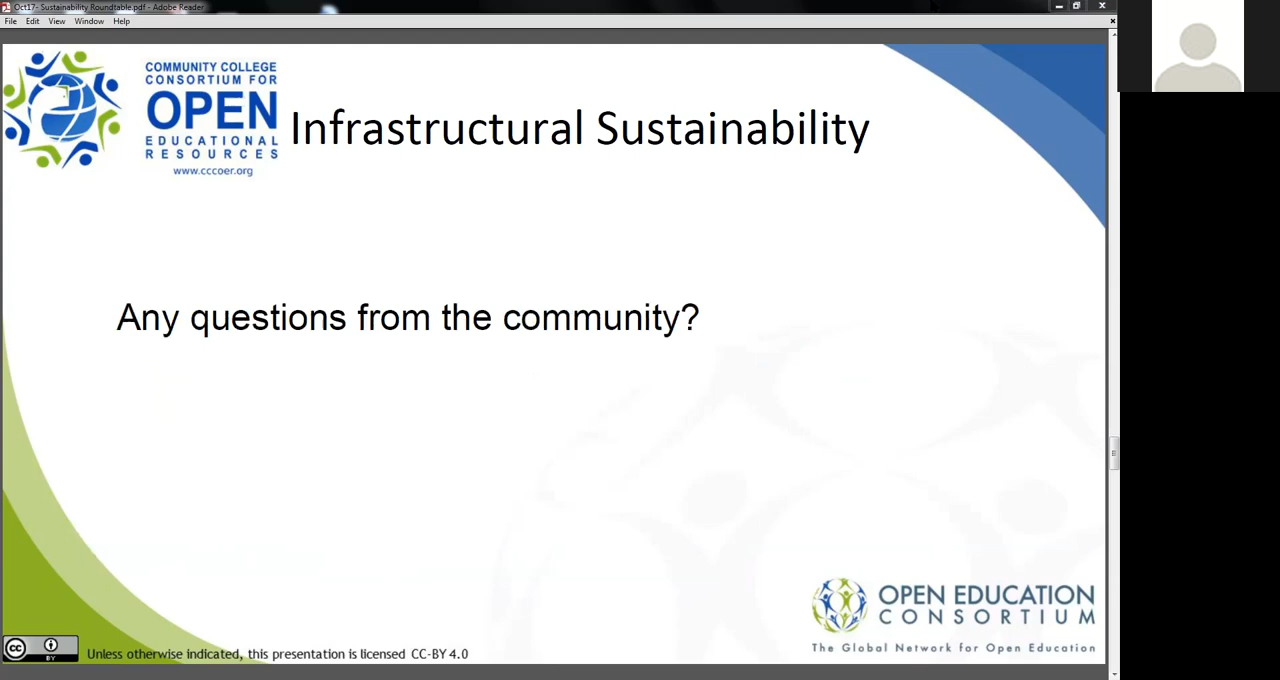 Oct17- Sustainability Roundtable.pdf - Adobe Reader
File Edit View Window Help
COMMUNITY COLLEGE
CONSORTIUM FOR
OPEN
EDUCATIONAL
RESOURCES
www.cccoer.org
Infrastructural Sustainability
Any questions from the community?
OPEN EDUCATION
CONSORTIUM
The Global Network for Open Education
cc
BY
Unless otherwise indicated, this presentation is licensed CC-BY 4.0